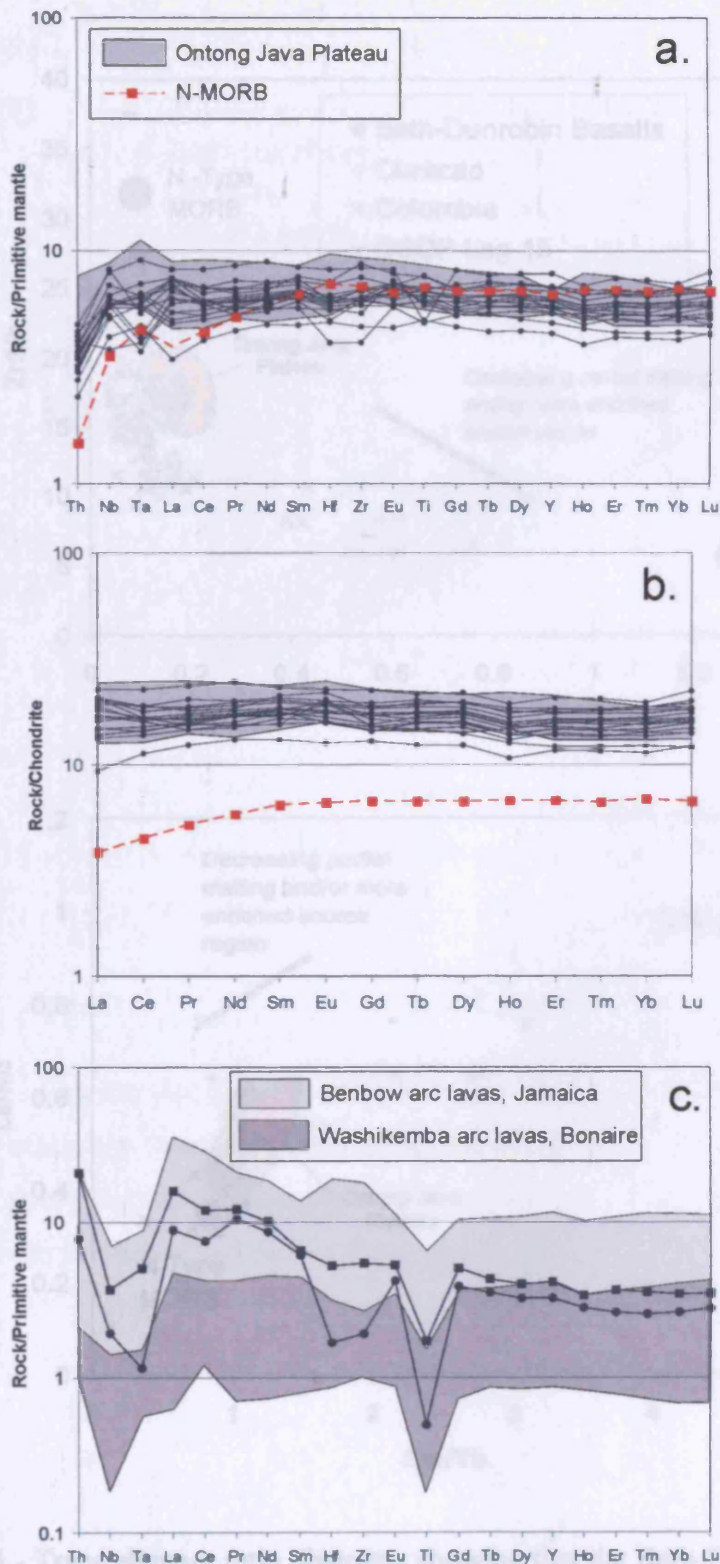 100
Ontong Java Plateau
N-MORB
a.
10
Rock/Primitive mantle
1
Th Nb Ta La Ce Pr Nd Sm Hf Zr Eu Ti Gd Tb Dy Y Ho Er Tm Yb Lu
100
b.
Rock/Chondrite
10
1
La Ce Pr Nd Sm Eu Gd Tb Dy Ho Er Tm Yb Lu
100
Benbow arc lavas, Jamaica
Washikemba arc lavas, Bonaire
c.
10
Rock/Primitive mantle
1
0.1
Th Nb Ta La Ce Pr Nd Sm Hf Zr Eu Ti Gd Tb Dy Y Ho Er Tm Yb Lu